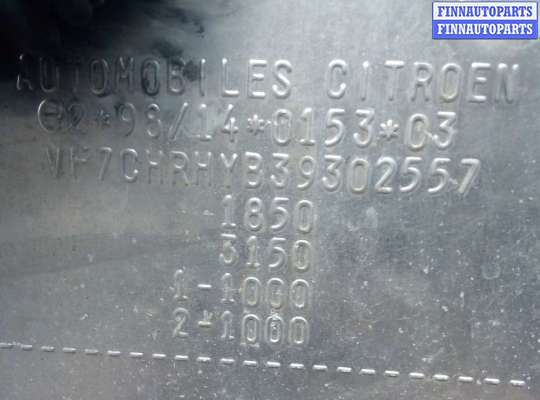 FINNAUTOPARTS
FINNAUTOPARTS
AUTOMOBILES CITROEN
e2*98/14*0153*03
VF7CHRHYB39302557
1850
3150
1-1000
2-1000